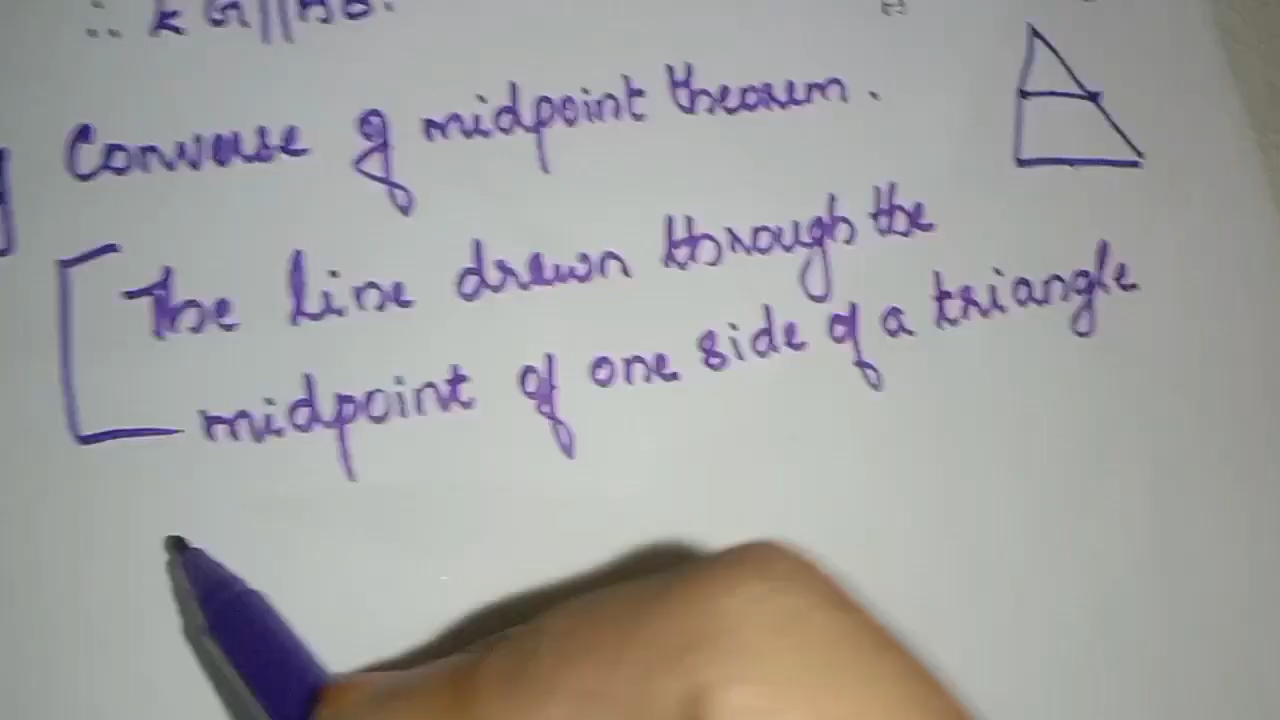 Converse of midpoint theorem.
The line drawn through the
midpoint of one side of a triangle